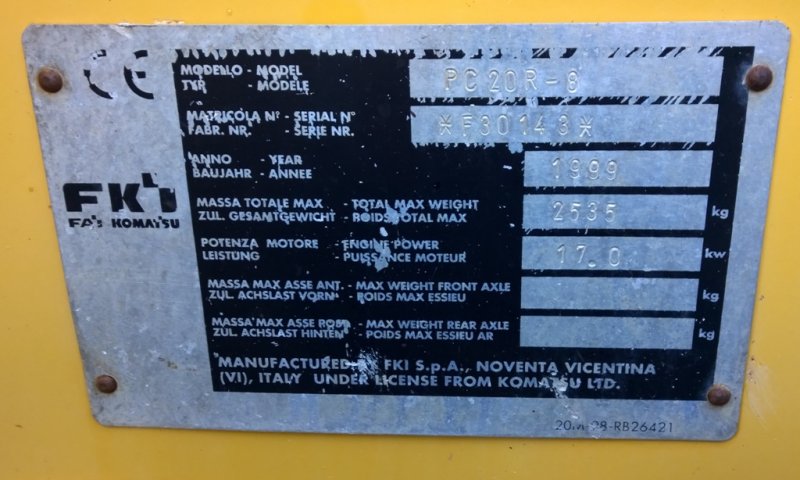 CE
MODELLO - MODEL PC20R-8
TYP - MODÈLE
MATRICOLA N° - SERIAL N° *F30143*
FABR. NR. - SERIE NR.
ANNO - YEAR 1999
BAUJAHR - ANNEE
MASSA TOTALE MAX - TOTAL MAX WEIGHT 2535 kg
ZUL. GESAMTGEWICHT - POIDS TOTAL MAX
POTENZA MOTORE - ENGINE POWER 17.0 kw
LEISTUNG - PUISSANCE MOTEUR
MASSA MAX ASSE ANT. - MAX WEIGHT FRONT AXLE kg
ZUL. ACHSLAST VORN - POIDS MAX ESSIEU
MASSA MAX ASSE POST - MAX WEIGHT REAR AXLE kg
ZUL. ACHSLAST HINTEN - POIDS MAX ESSIEU AR
FKI
FAI KOMATSU
MANUFACTURED BY FKI S.p.A., NOVENTA VICENTINA
(VI), ITALY UNDER LICENSE FROM KOMATSU LTD.
20M-98-RB26421